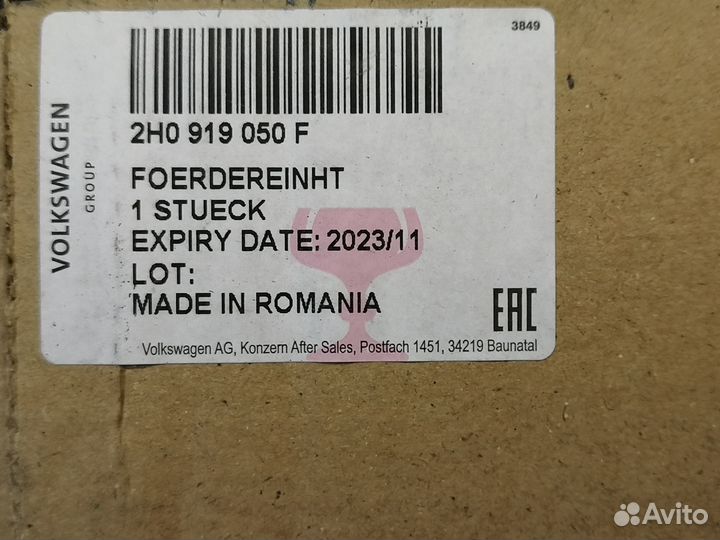 3849
VOLKSWAGEN
GROUP
2H0 919 050 F
FOERDEREINHT
1 STUECK
EXPIRY DATE: 2023/11
LOT:
MADE IN ROMANIA
EAC
Volkswagen AG, Konzern After Sales, Postfach 1451, 34219 Baunatal
Avito